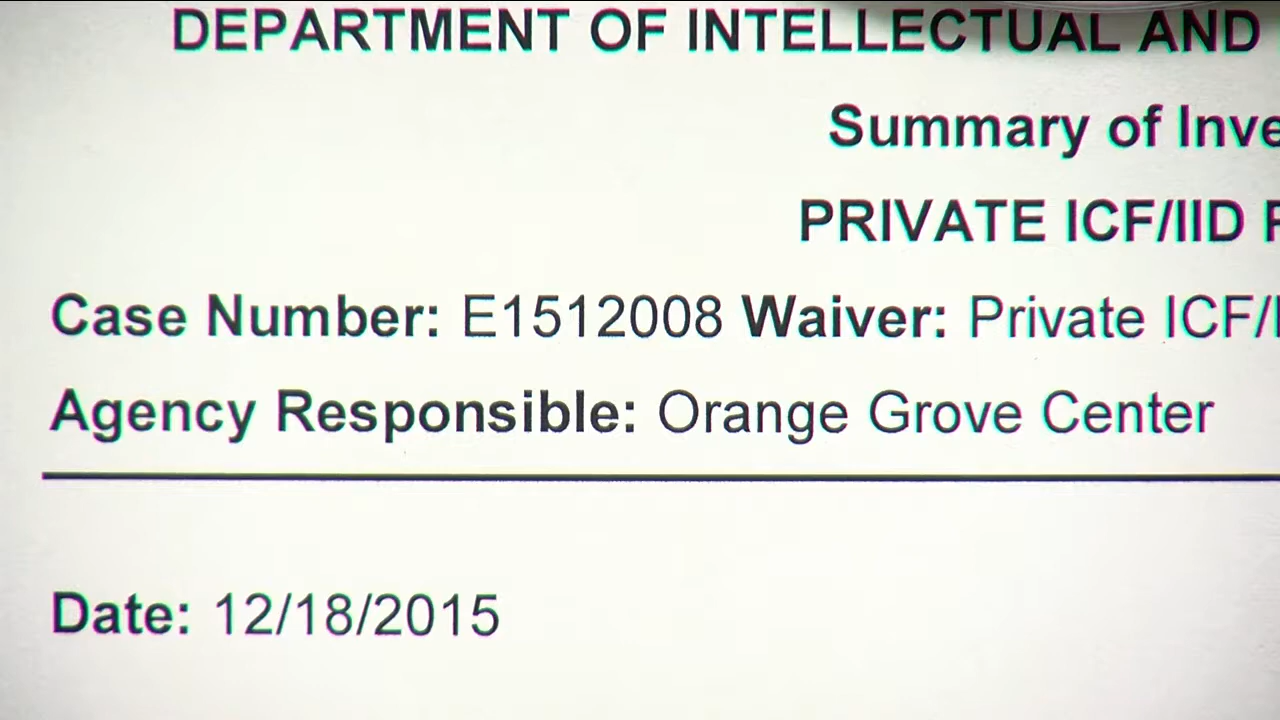 DEPARTMENT OF INTELLECTUAL AND
Summary of
PRIVATE ICF/IID
Case Number: E1512008 Waiver: Private ICF/
Agency Responsible: Orange Grove Center
Date: 12/18/2015